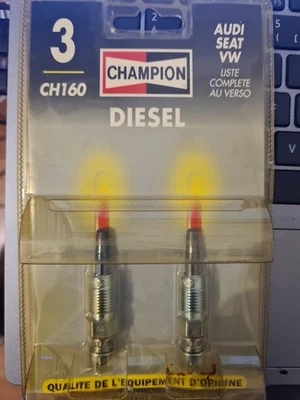 3
CH160
CHAMPION
DIESEL
AUDI
SEAT
VW
LISTE
COMPLETE
AU VERSO
QUALITE DE L'EQUIPEMENT D'ORIGINE